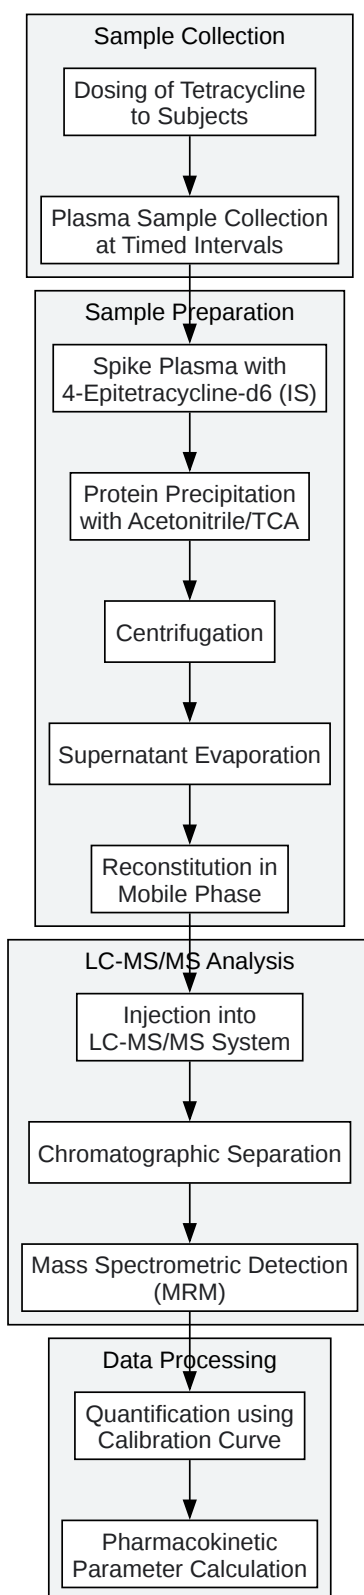 Sample Collection
Dosing of Tetracycline
to Subjects
Plasma Sample Collection
at Timed Intervals
Sample Preparation
Spike Plasma with
4-Epitetracycline-d6 (IS)
Protein Precipitation
with Acetonitrile/TCA
Centrifugation
Supernatant Evaporation
Reconstitution in
Mobile Phase
LC-MS/MS Analysis
Injection into
LC-MS/MS System
Chromatographic Separation
Mass Spectrometric Detection
(MRM)
Data Processing
Quantification using
Calibration Curve
Pharmacokinetic
Parameter Calculation